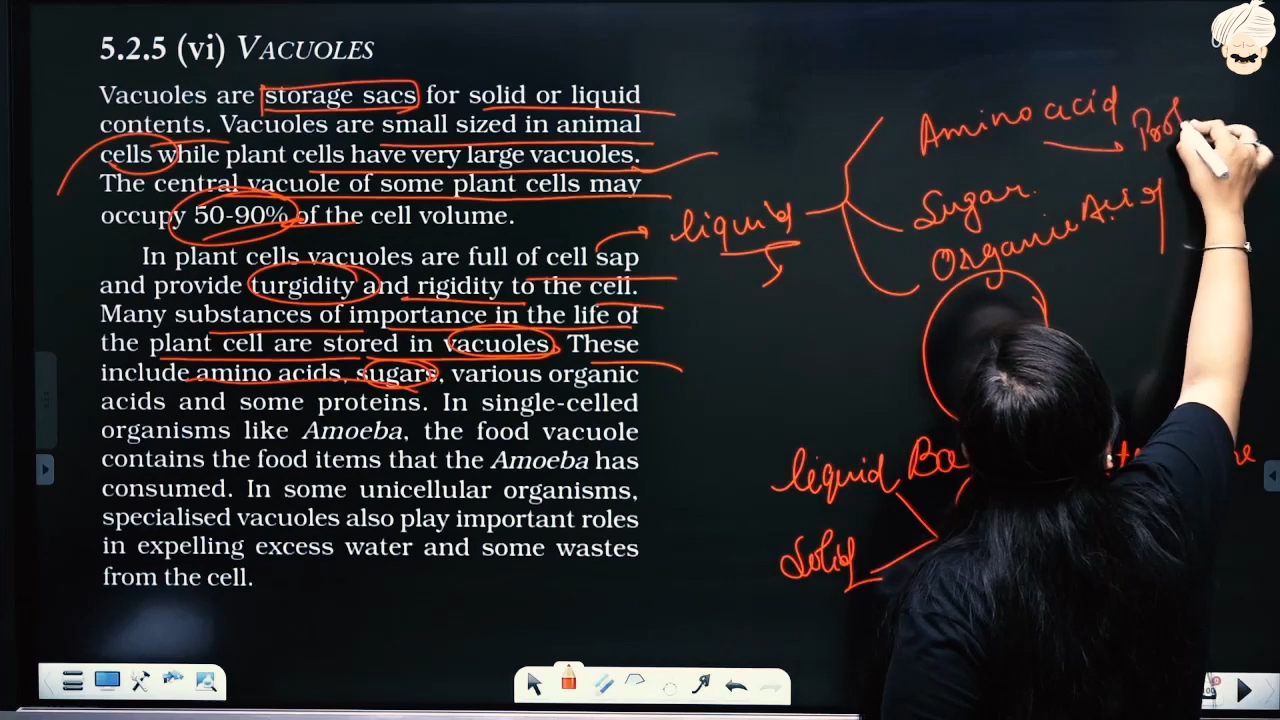 5.2.5 (vi) VACUOLES
Vacuoles are storage sacs for solid or liquid
contents. Vacuoles are small sized in animal
cells while plant cells have very large vacuoles.
The central vacuole of some plant cells may
occupy 50-90% of the cell volume.
In plant cells vacuoles are full of cell sap
and provide turgidity and rigidity to the cell.
Many substances of importance in the life of
the plant cell are stored in vacuoles. These
include amino acids, sugars, various organic
acids and some proteins. In single-celled
organisms like Amoeba, the food vacuole
contains the food items that the Amoeba has
consumed. In some unicellular organisms,
specialised vacuoles also play important roles
in expelling excess water and some wastes
from the cell.
liquid
Amino acid
Sugar
Organic Acid
liquid
Solid